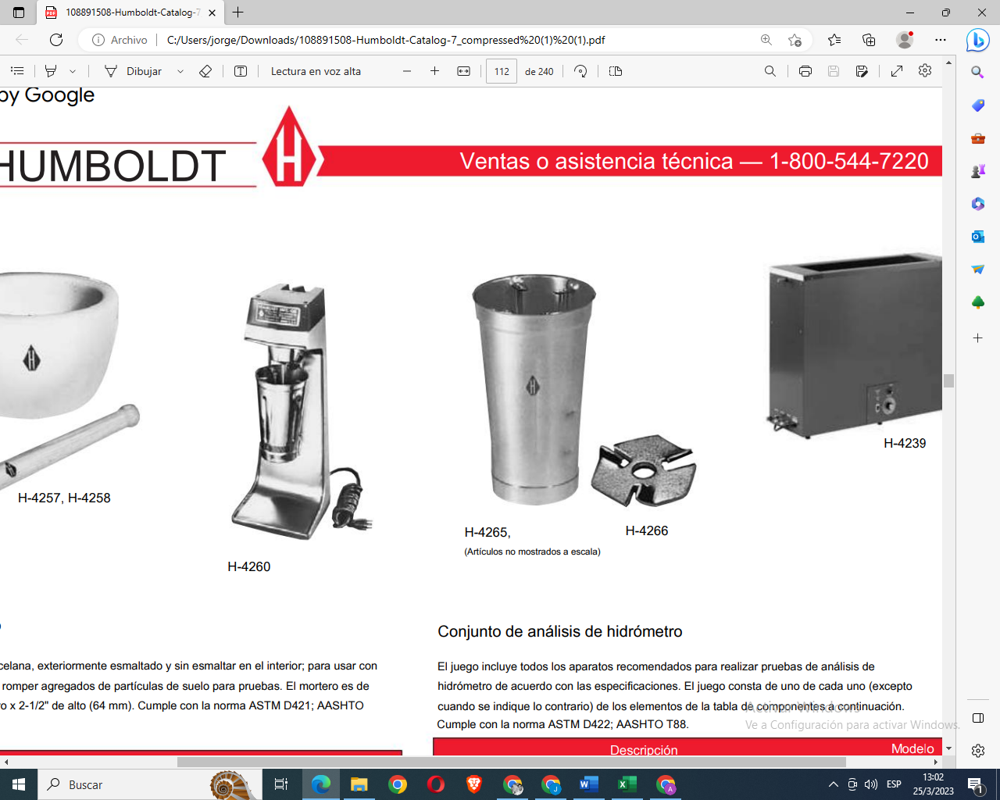 108891508-Humboldt-Catalog-7
Archivo
C:/Users/jorge/Downloads/108891508-Humboldt-Catalog-7_compressed%20(1)%20(1).pdf
Dibujar
Lectura en voz alta
112
de 240
by Google
HUMBOLDT
H
Ventas o asistencia técnica — 1-800-544-7220
H-4239
H-4257, H-4258
H-4265,
H-4266
(Artículos no mostrados a escala)
H-4260
Conjunto de análisis de hidrómetro
celana, exteriormente esmaltado y sin esmaltar en el interior; para usar con
romper agregados de partículas de suelo para pruebas. El mortero es de
o x 2-1/2" de alto (64 mm). Cumple con la norma ASTM D421; AASHTO
El juego incluye todos los aparatos recomendados para realizar pruebas de análisis de
hidrómetro de acuerdo con las especificaciones. El juego consta de uno de cada uno (excepto
cuando se indique lo contrario) de los elementos de la tabla de componentes a continuación.
Cumple con la norma ASTM D422; AASHTO T88.
Activar Windows
Ve a Configuración para activar Windows.
Descripción
Modelo
Buscar
ESP
13:02
25/3/2023
1